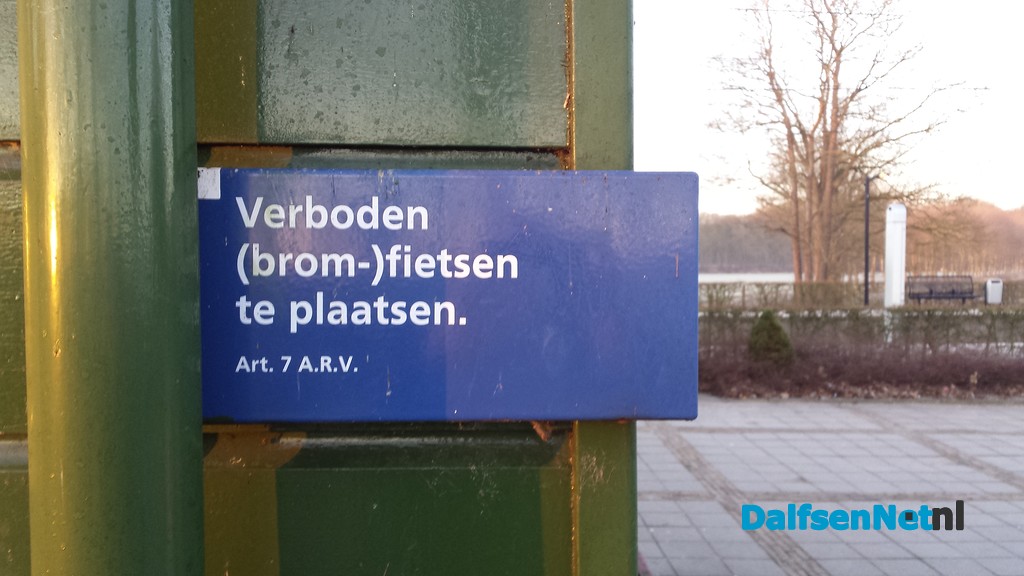 Verboden
(brom-)fietsen
te plaatsen.
Art. 7 A.R.V.
DalfsenNet.nl